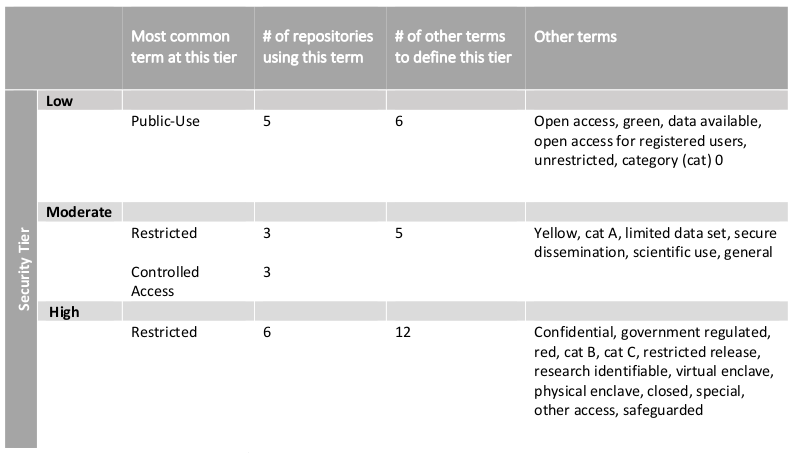 Most common term at this tier
# of repositories using this term
# of other terms to define this tier
Other terms
Security Tier
Low
Public-Use
5
6
Open access, green, data available,
open access for registered users,
unrestricted, category (cat) 0
Moderate
Restricted
3
5
Yellow, cat A, limited data set, secure
dissemination, scientific use, general
Controlled
Access
3
High
Restricted
6
12
Confidential, government regulated,
red, cat B, cat C, restricted release,
research identifiable, virtual enclave,
physical enclave, closed, special,
other access, safeguarded